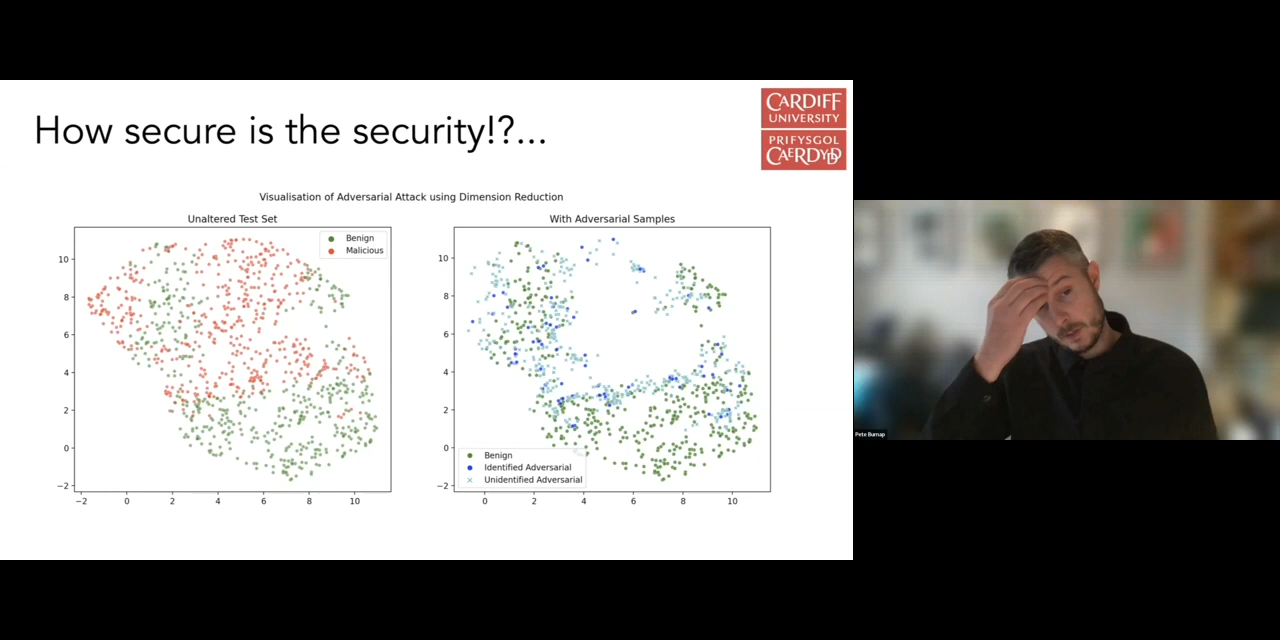 How secure is the security!?...
CARDIFF
UNIVERSITY
PRIFYSGOL
CAERDYDD
Visualisation of Adversarial Attack using Dimension Reduction
Unaltered Test Set
Benign
Malicious
10
8
6
4
2
0
−2
−2 0 2 4 6 8 10
With Adversarial Samples
10
8
6
4
2
0
−2
Benign
Identified Adversarial
Unidentified Adversarial
0 2 4 6 8 10
Pete Burnap